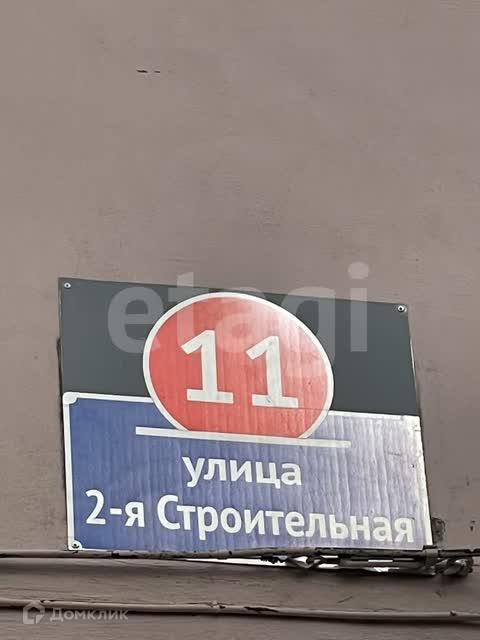 etagi
11
улица
2-я Строительная
Домклик